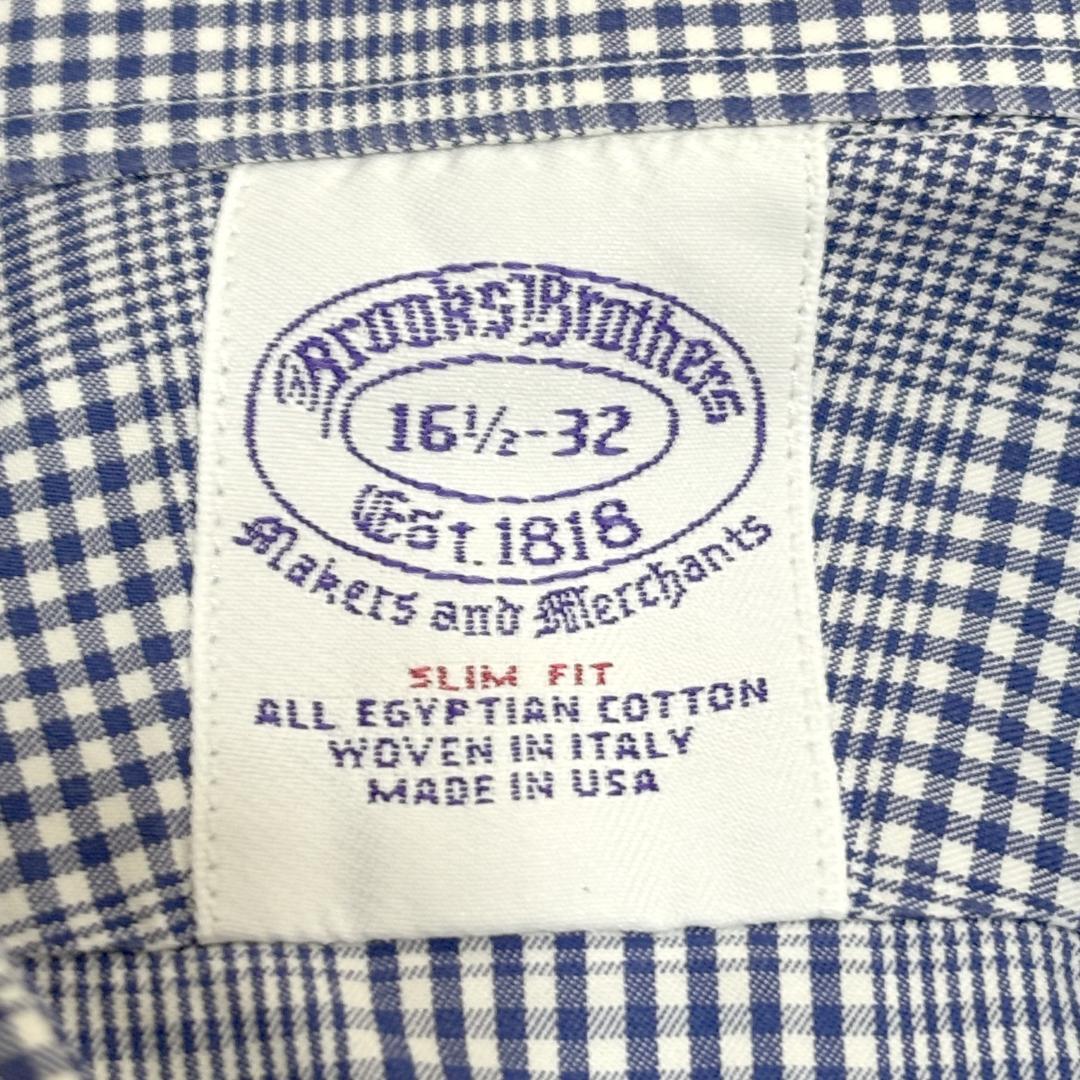 Brooks Brothers
16½-32
Est. 1818
Makers and Merchants
SLIM FIT
ALL EGYPTIAN COTTON
WOVEN IN ITALY
MADE IN USA